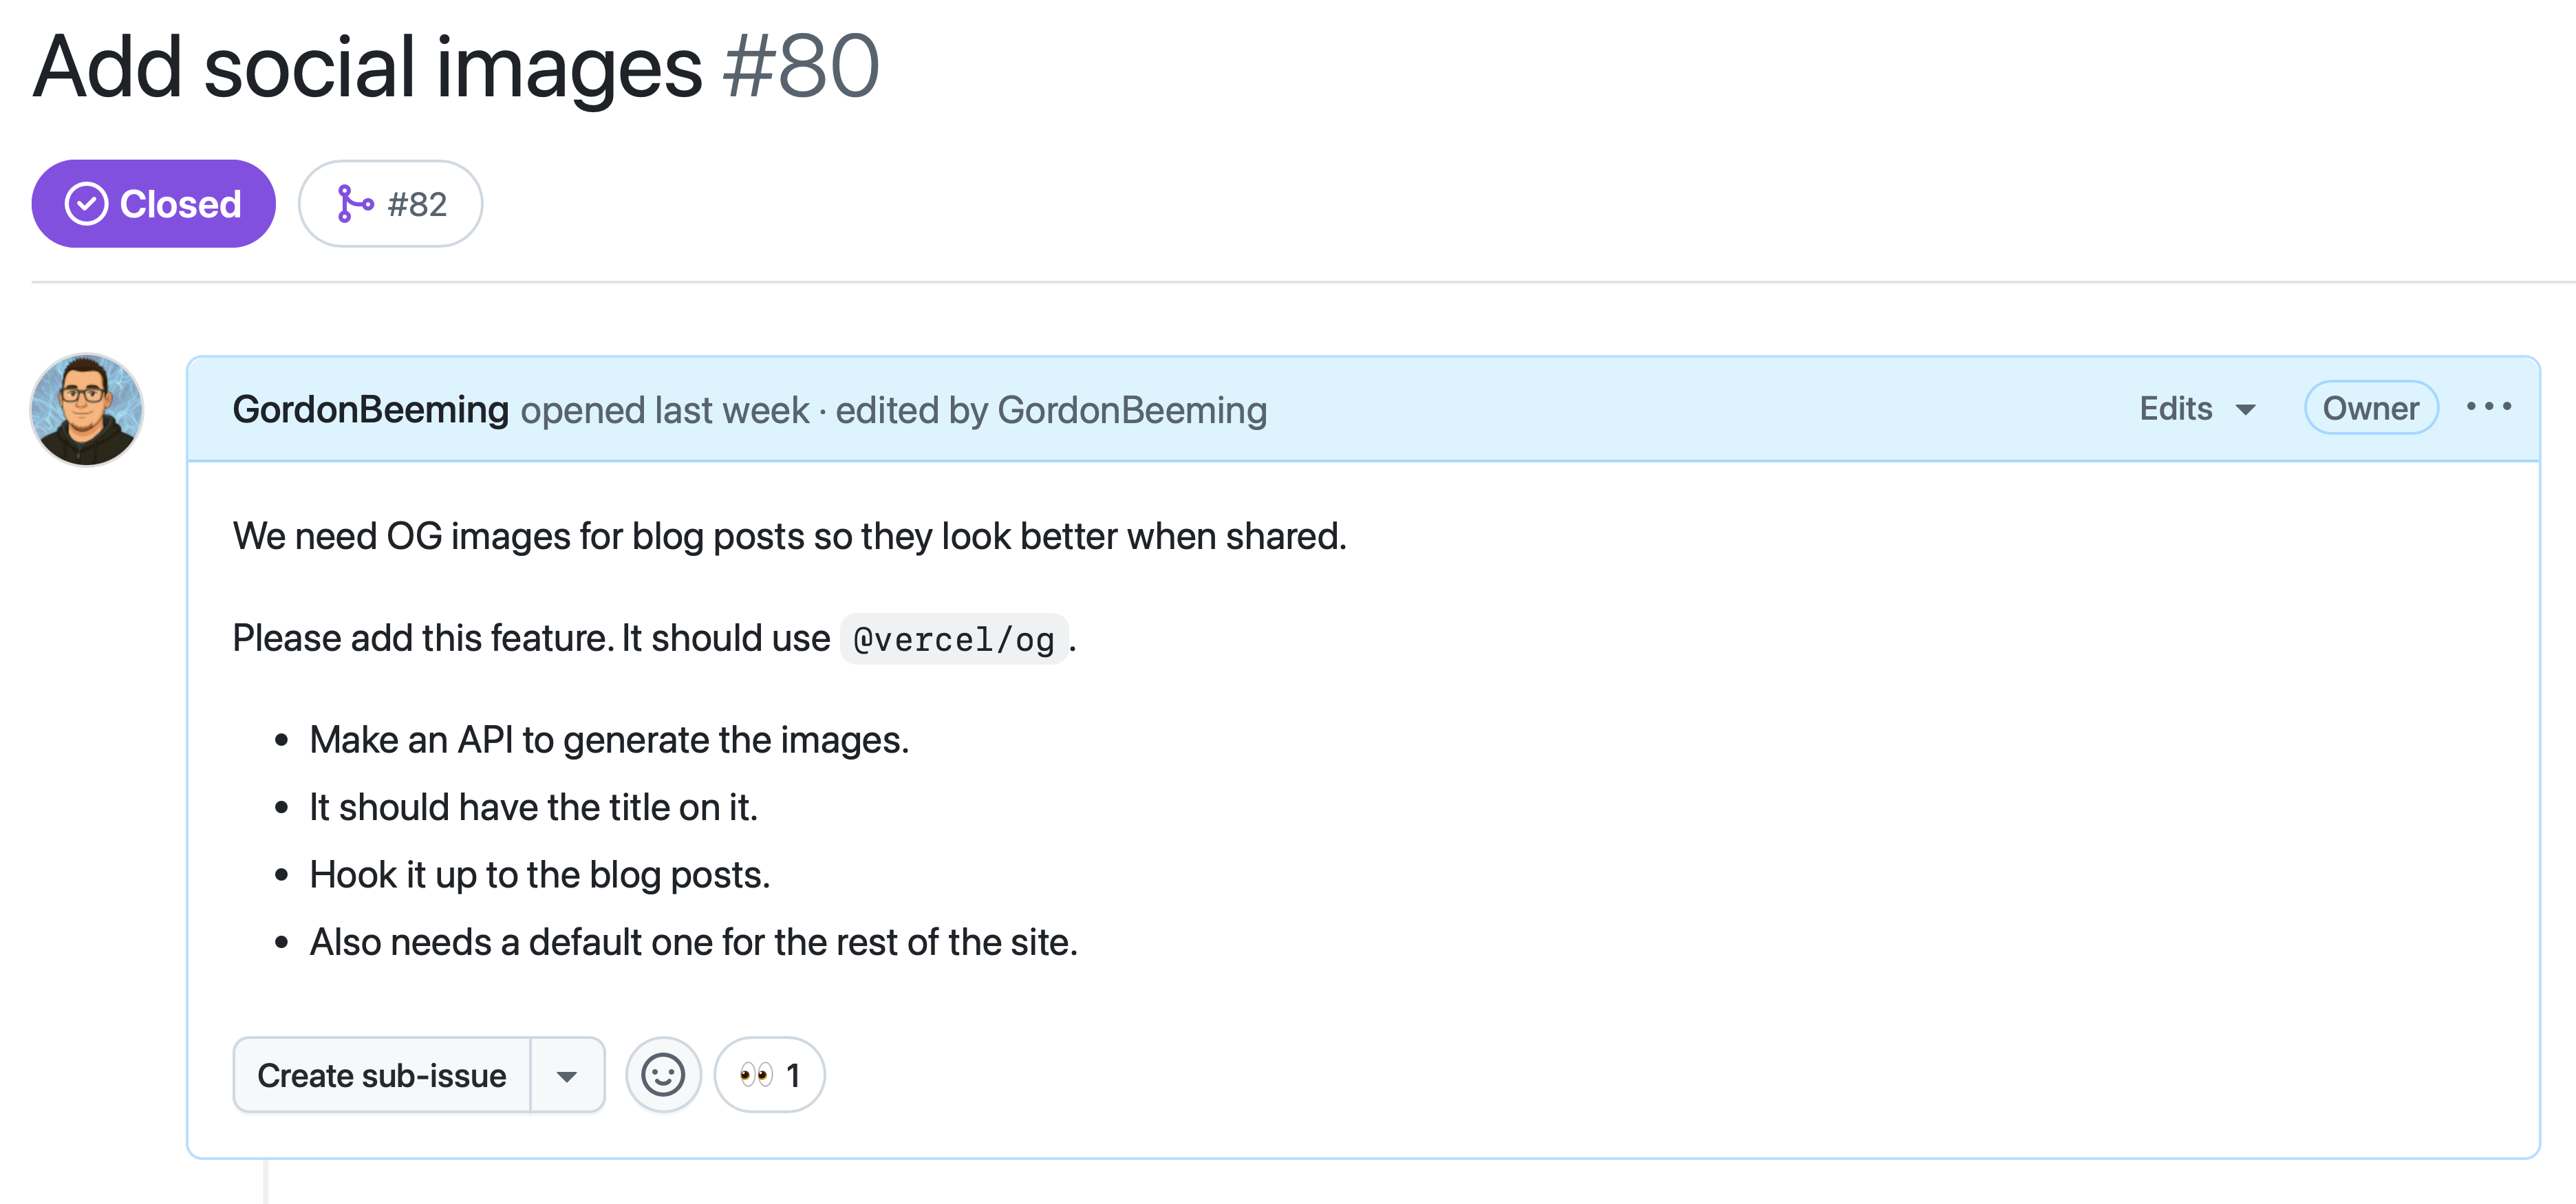 Add social images #80
Closed
#82
GordonBeeming opened last week · edited by GordonBeeming
Edits
Owner
We need OG images for blog posts so they look better when shared.
Please add this feature. It should use @vercel/og.
• Make an API to generate the images.
• It should have the title on it.
• Hook it up to the blog posts.
• Also needs a default one for the rest of the site.
Create sub-issue
👀 1